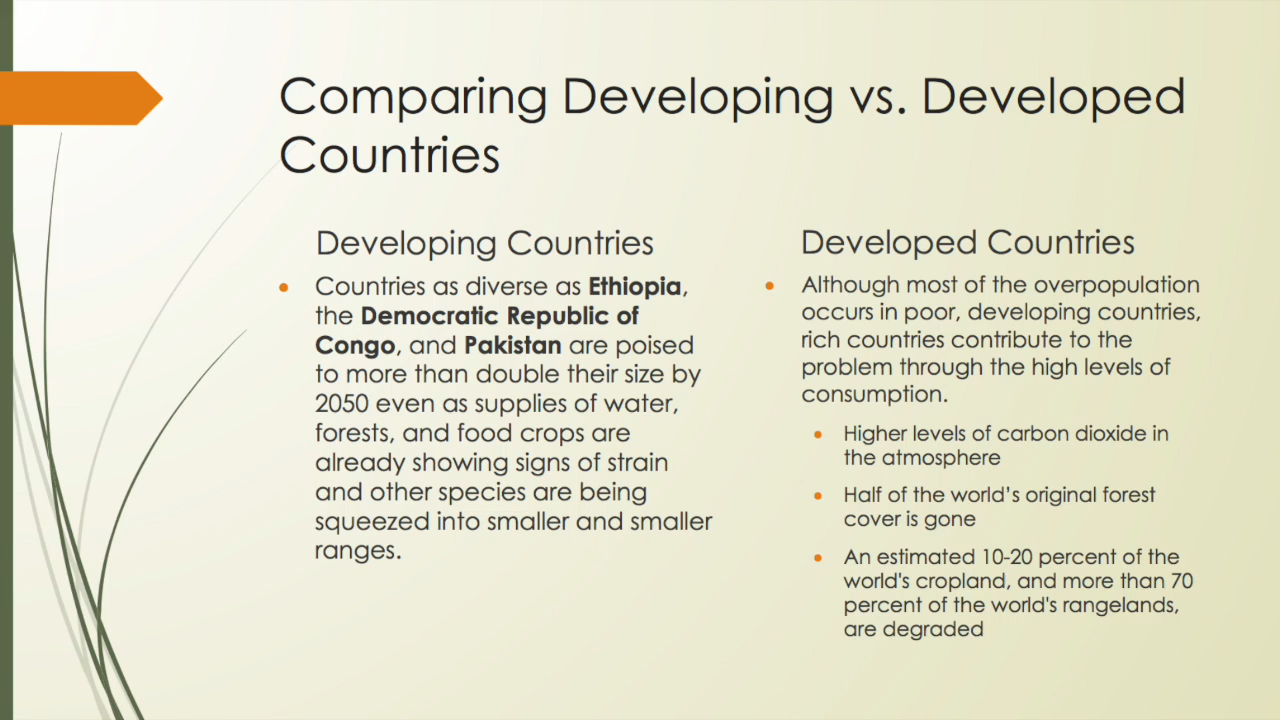 Comparing Developing vs. Developed
Countries
Developing Countries
Countries as diverse as Ethiopia,
the Democratic Republic of
Congo, and Pakistan are poised
to more than double their size by
2050 even as supplies of water,
forests, and food crops are
already showing signs of strain
and other species are being
squeezed into smaller and smaller
ranges.
Developed Countries
Although most of the overpopulation
occurs in poor, developing countries,
rich countries contribute to the
problem through the high levels of
consumption.
Higher levels of carbon dioxide in
the atmosphere
Half of the world's original forest
cover is gone
An estimated 10-20 percent of the
world's cropland, and more than 70
percent of the world's rangelands,
are degraded